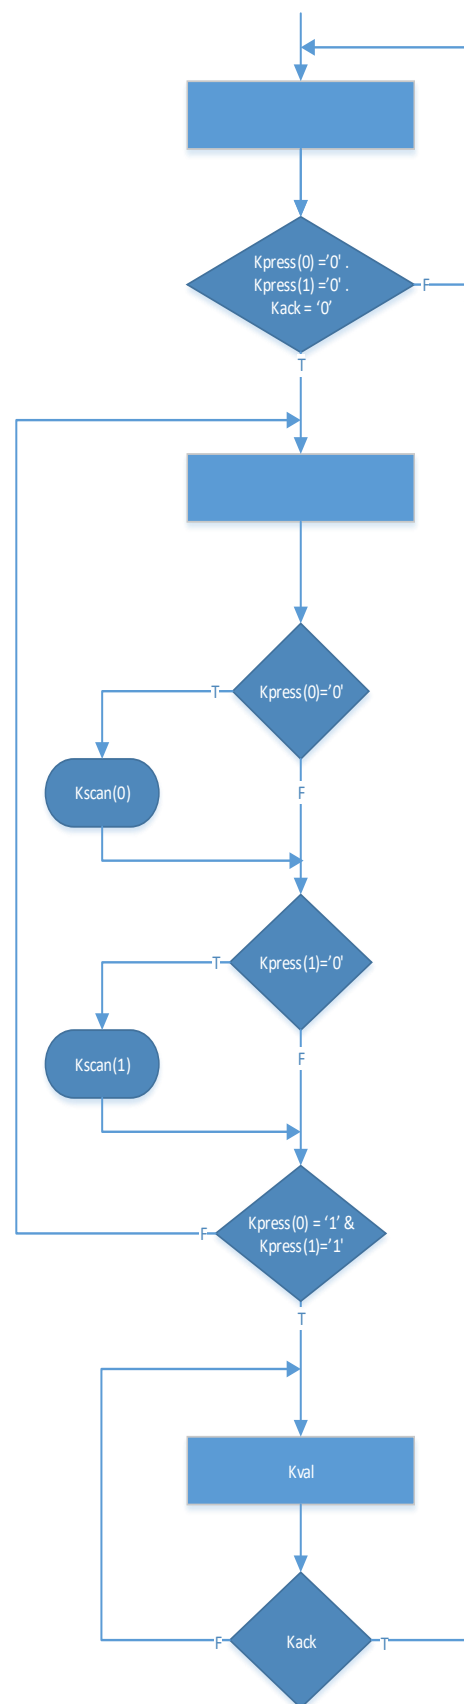 Kpress(0) ='0' .
Kpress(1) ='0' .
Kack = ‘0’
F
T
Kpress(0)=’0'
T
Kscan(0)
F
Kpress(1)=’0'
T
Kscan(1)
F
Kpress(0) = ‘1’ &
Kpress(1)=’1'
F
T
Kval
Kack
F
T